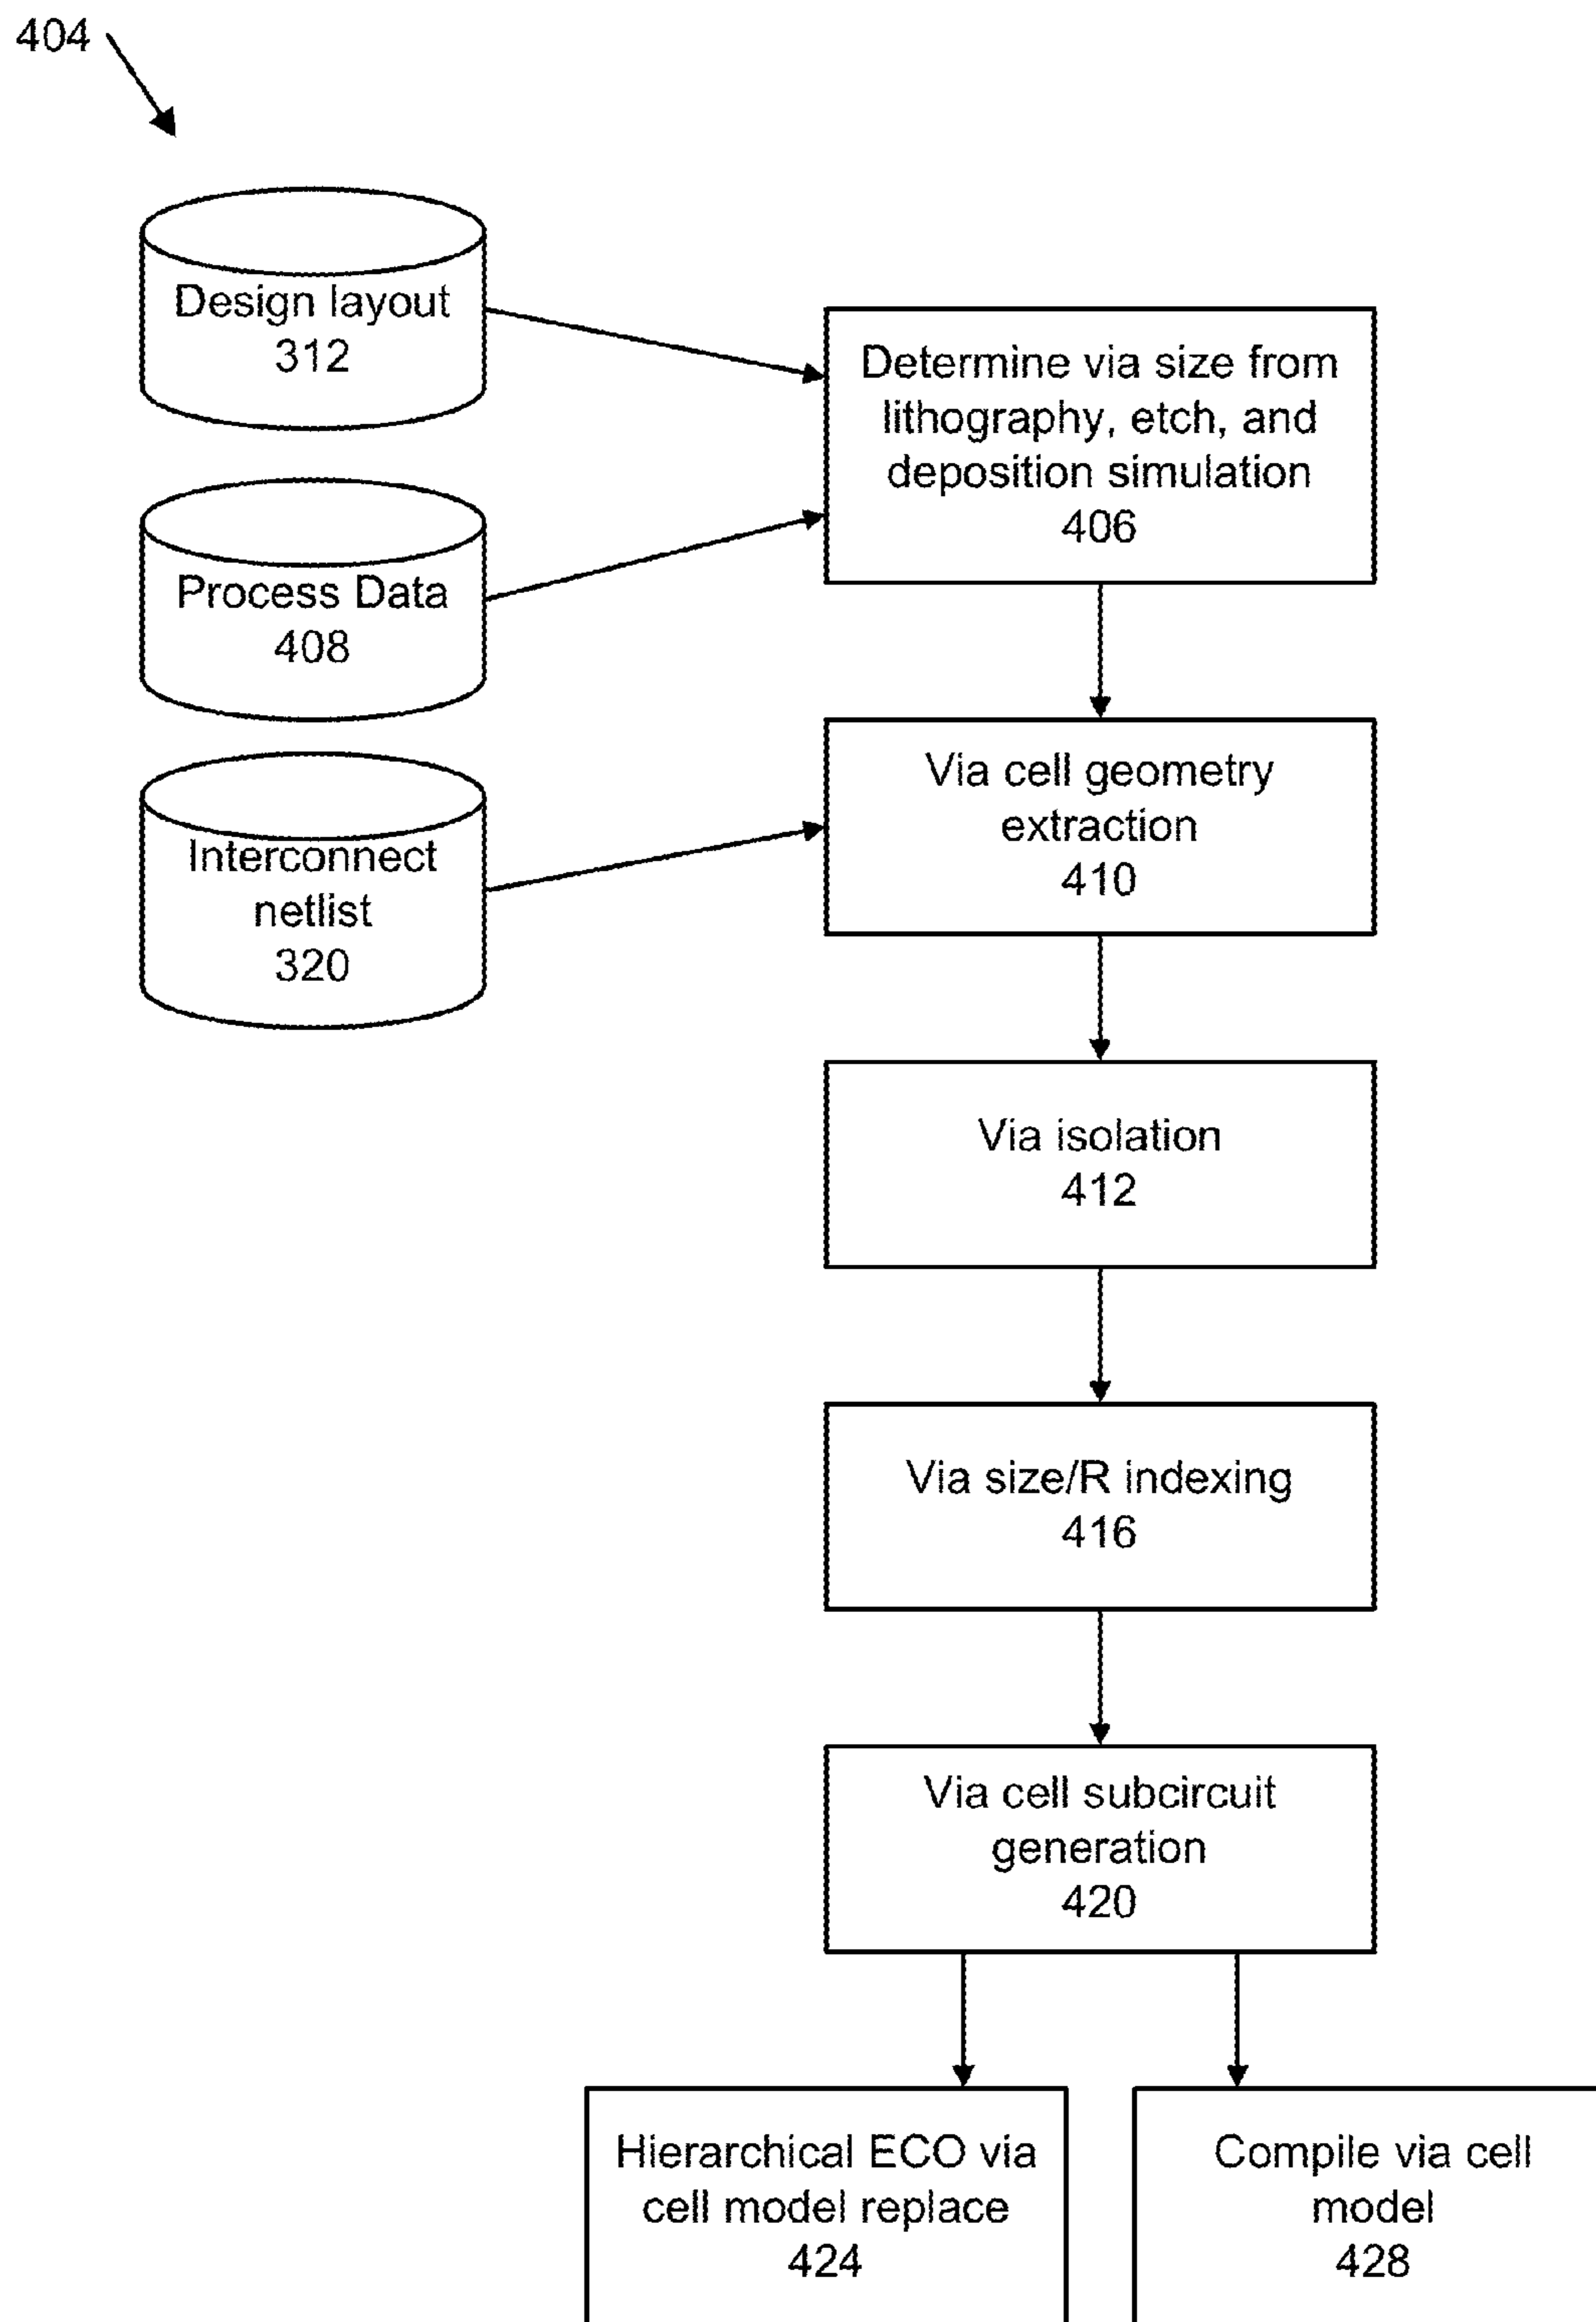 404
Design layout
312
Determine via size from
lithography, etch, and
deposition simulation
406
Process Data
408
Via cell geometry
extraction
410
Interconnect
netlist
320
Via isolation
412
Via size/R indexing
416
Via cell subcircuit
generation
420
Hierarchical ECO via
cell model replace
424
Compile via cell
model
428